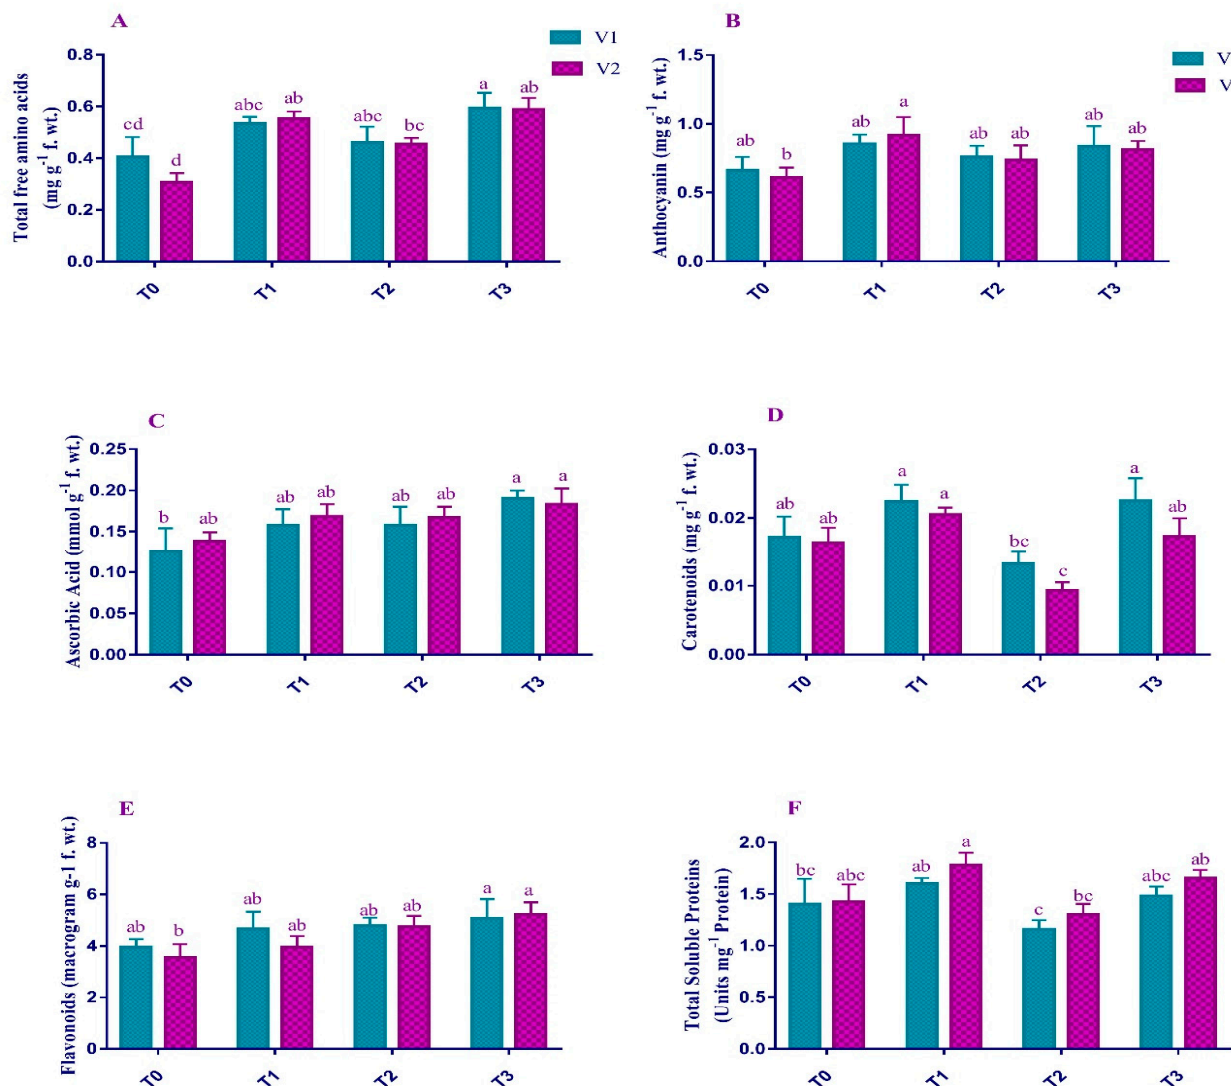 A
V1
V2
Total free amino acids
(mg g⁻¹ f. wt.)
0.8
0.6
0.4
0.2
0.0
cd
d
abc
ab
abc
bc
a
ab
T0
T1
T2
T3
B
V
V
Anthocyanin (mg g⁻¹ f. wt.)
1.5
1.0
0.5
0.0
ab
b
ab
a
ab
ab
ab
ab
T0
T1
T2
T3
C
Ascorbic Acid (mmol g⁻¹ f. wt.)
0.25
0.20
0.15
0.10
0.05
0.00
b
ab
ab
ab
ab
ab
a
a
T0
T1
T2
T3
D
Carotenoids (mg g⁻¹ f. wt.)
0.03
0.02
0.01
0.00
ab
ab
a
a
bc
c
a
ab
T0
T1
T2
T3
E
Flavonoids (macrogram g-1 f. wt.)
8
6
4
2
0
ab
b
ab
ab
ab
ab
a
a
T0
T1
T2
T3
F
Total Soluble Proteins
(Units mg⁻¹ Protein)
2.0
1.5
1.0
0.5
0.0
bc
abc
ab
a
c
bc
abc
ab
T0
T1
T2
T3